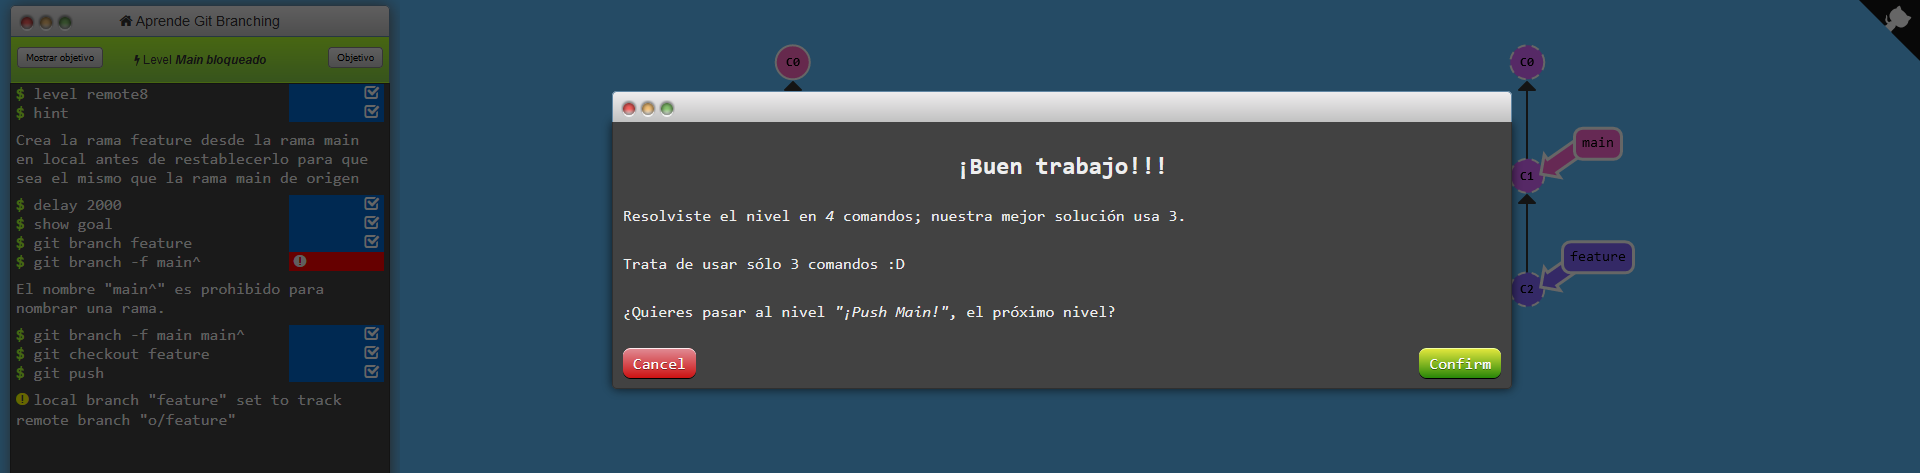 Aprende Git Branching
Mostrar objetivo
Level Main bloqueado
Objetivo
$ level remote8
$ hint
Crea la rama feature desde la rama main
en local antes de restablecerlo para que
sea el mismo que la rama main de origen
$ delay 2000
$ show goal
$ git branch feature
$ git branch -f main^
El nombre "main^" es prohibido para
nombrar una rama.
$ git branch -f main main^
$ git checkout feature
$ git push
local branch "feature" set to track
remote branch "o/feature"
C0
¡Buen trabajo!!!
Resolviste el nivel en 4 comandos; nuestra mejor solución usa 3.
Trata de usar sólo 3 comandos :D
¿Quieres pasar al nivel "¡Push Main!", el próximo nivel?
Cancel
Confirm
C0
main
C1
feature
C2